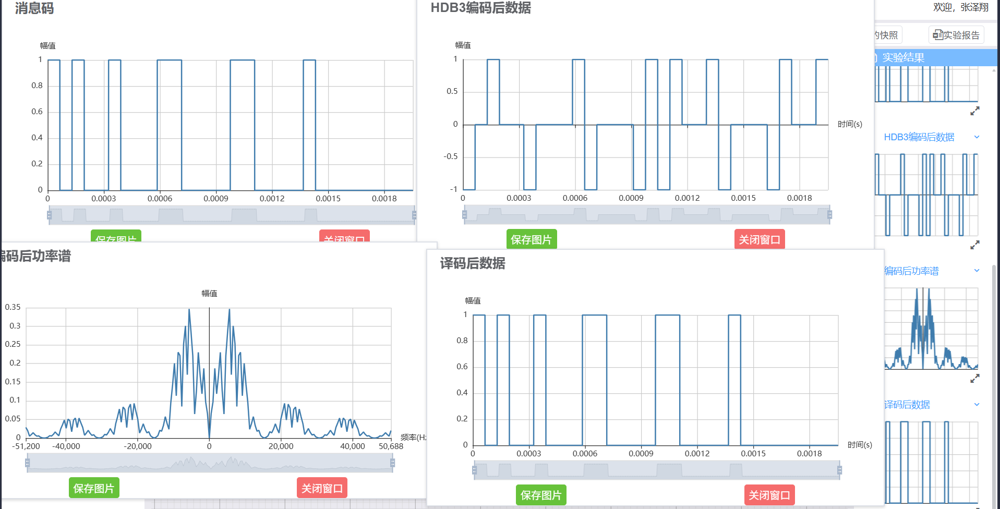 消息码
幅值
1
0.8
0.6
0.4
0.2
0
0 0.0003 0.0006 0.0009 0.0012 0.0015 0.0018
保存图片 关闭窗口
HDB3编码后数据
幅值
1
0.5
0
-0.5
-1
时间(s)
0 0.0003 0.0006 0.0009 0.0012 0.0015 0.0018
保存图片 关闭窗口
欢迎，张泽翔
的快照 实验报告
实验结果
HDB3编码后数据
编码后功率谱
译码后数据
编码后功率谱
幅值
0.35
0.3
0.25
0.2
0.15
0.1
0.05
0
频率(Hz
-51,200 -40,000 -20,000 0 20,000 40,000 50,688
保存图片 关闭窗口
译码后数据
幅值
1
0.8
0.6
0.4
0.2
0
时间(s)
0 0.0003 0.0006 0.0009 0.0012 0.0015 0.0018
保存图片 关闭窗口